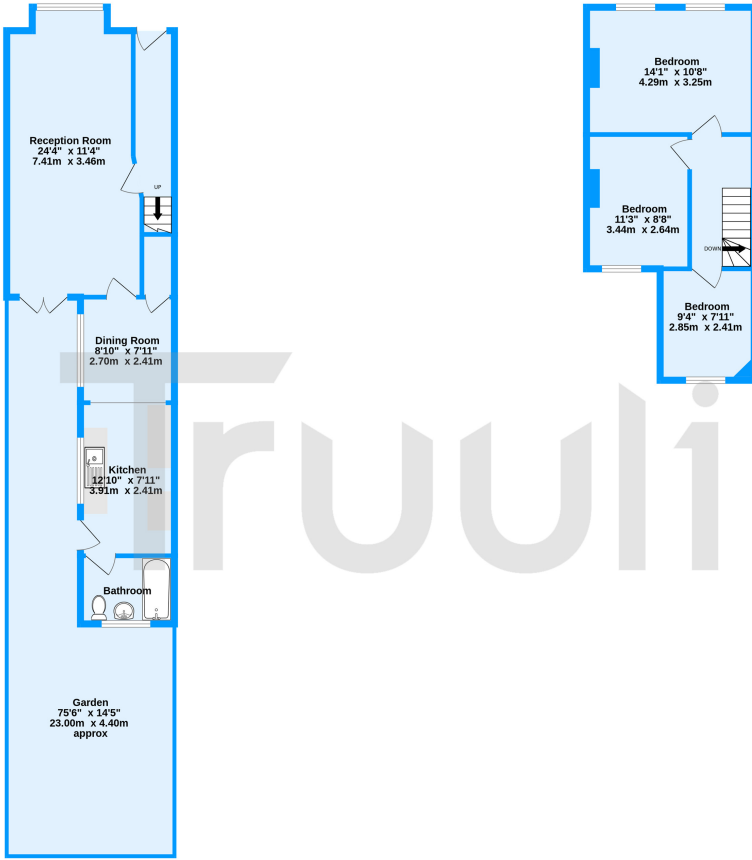 Reception Room
24'4" x 11'4"
7.41m x 3.46m
UP
Dining Room
8'10" x 7'11"
2.70m x 2.41m
Kitchen
12'10" x 7'11"
3.91m x 2.41m
Bathroom
Garden
75'6" x 14'5"
23.00m x 4.40m
approx
Bedroom
14'1" x 10'8"
4.29m x 3.25m
Bedroom
11'3" x 8'8"
3.44m x 2.64m
DOWN
Bedroom
9'4" x 7'11"
2.85m x 2.41m
Truuli